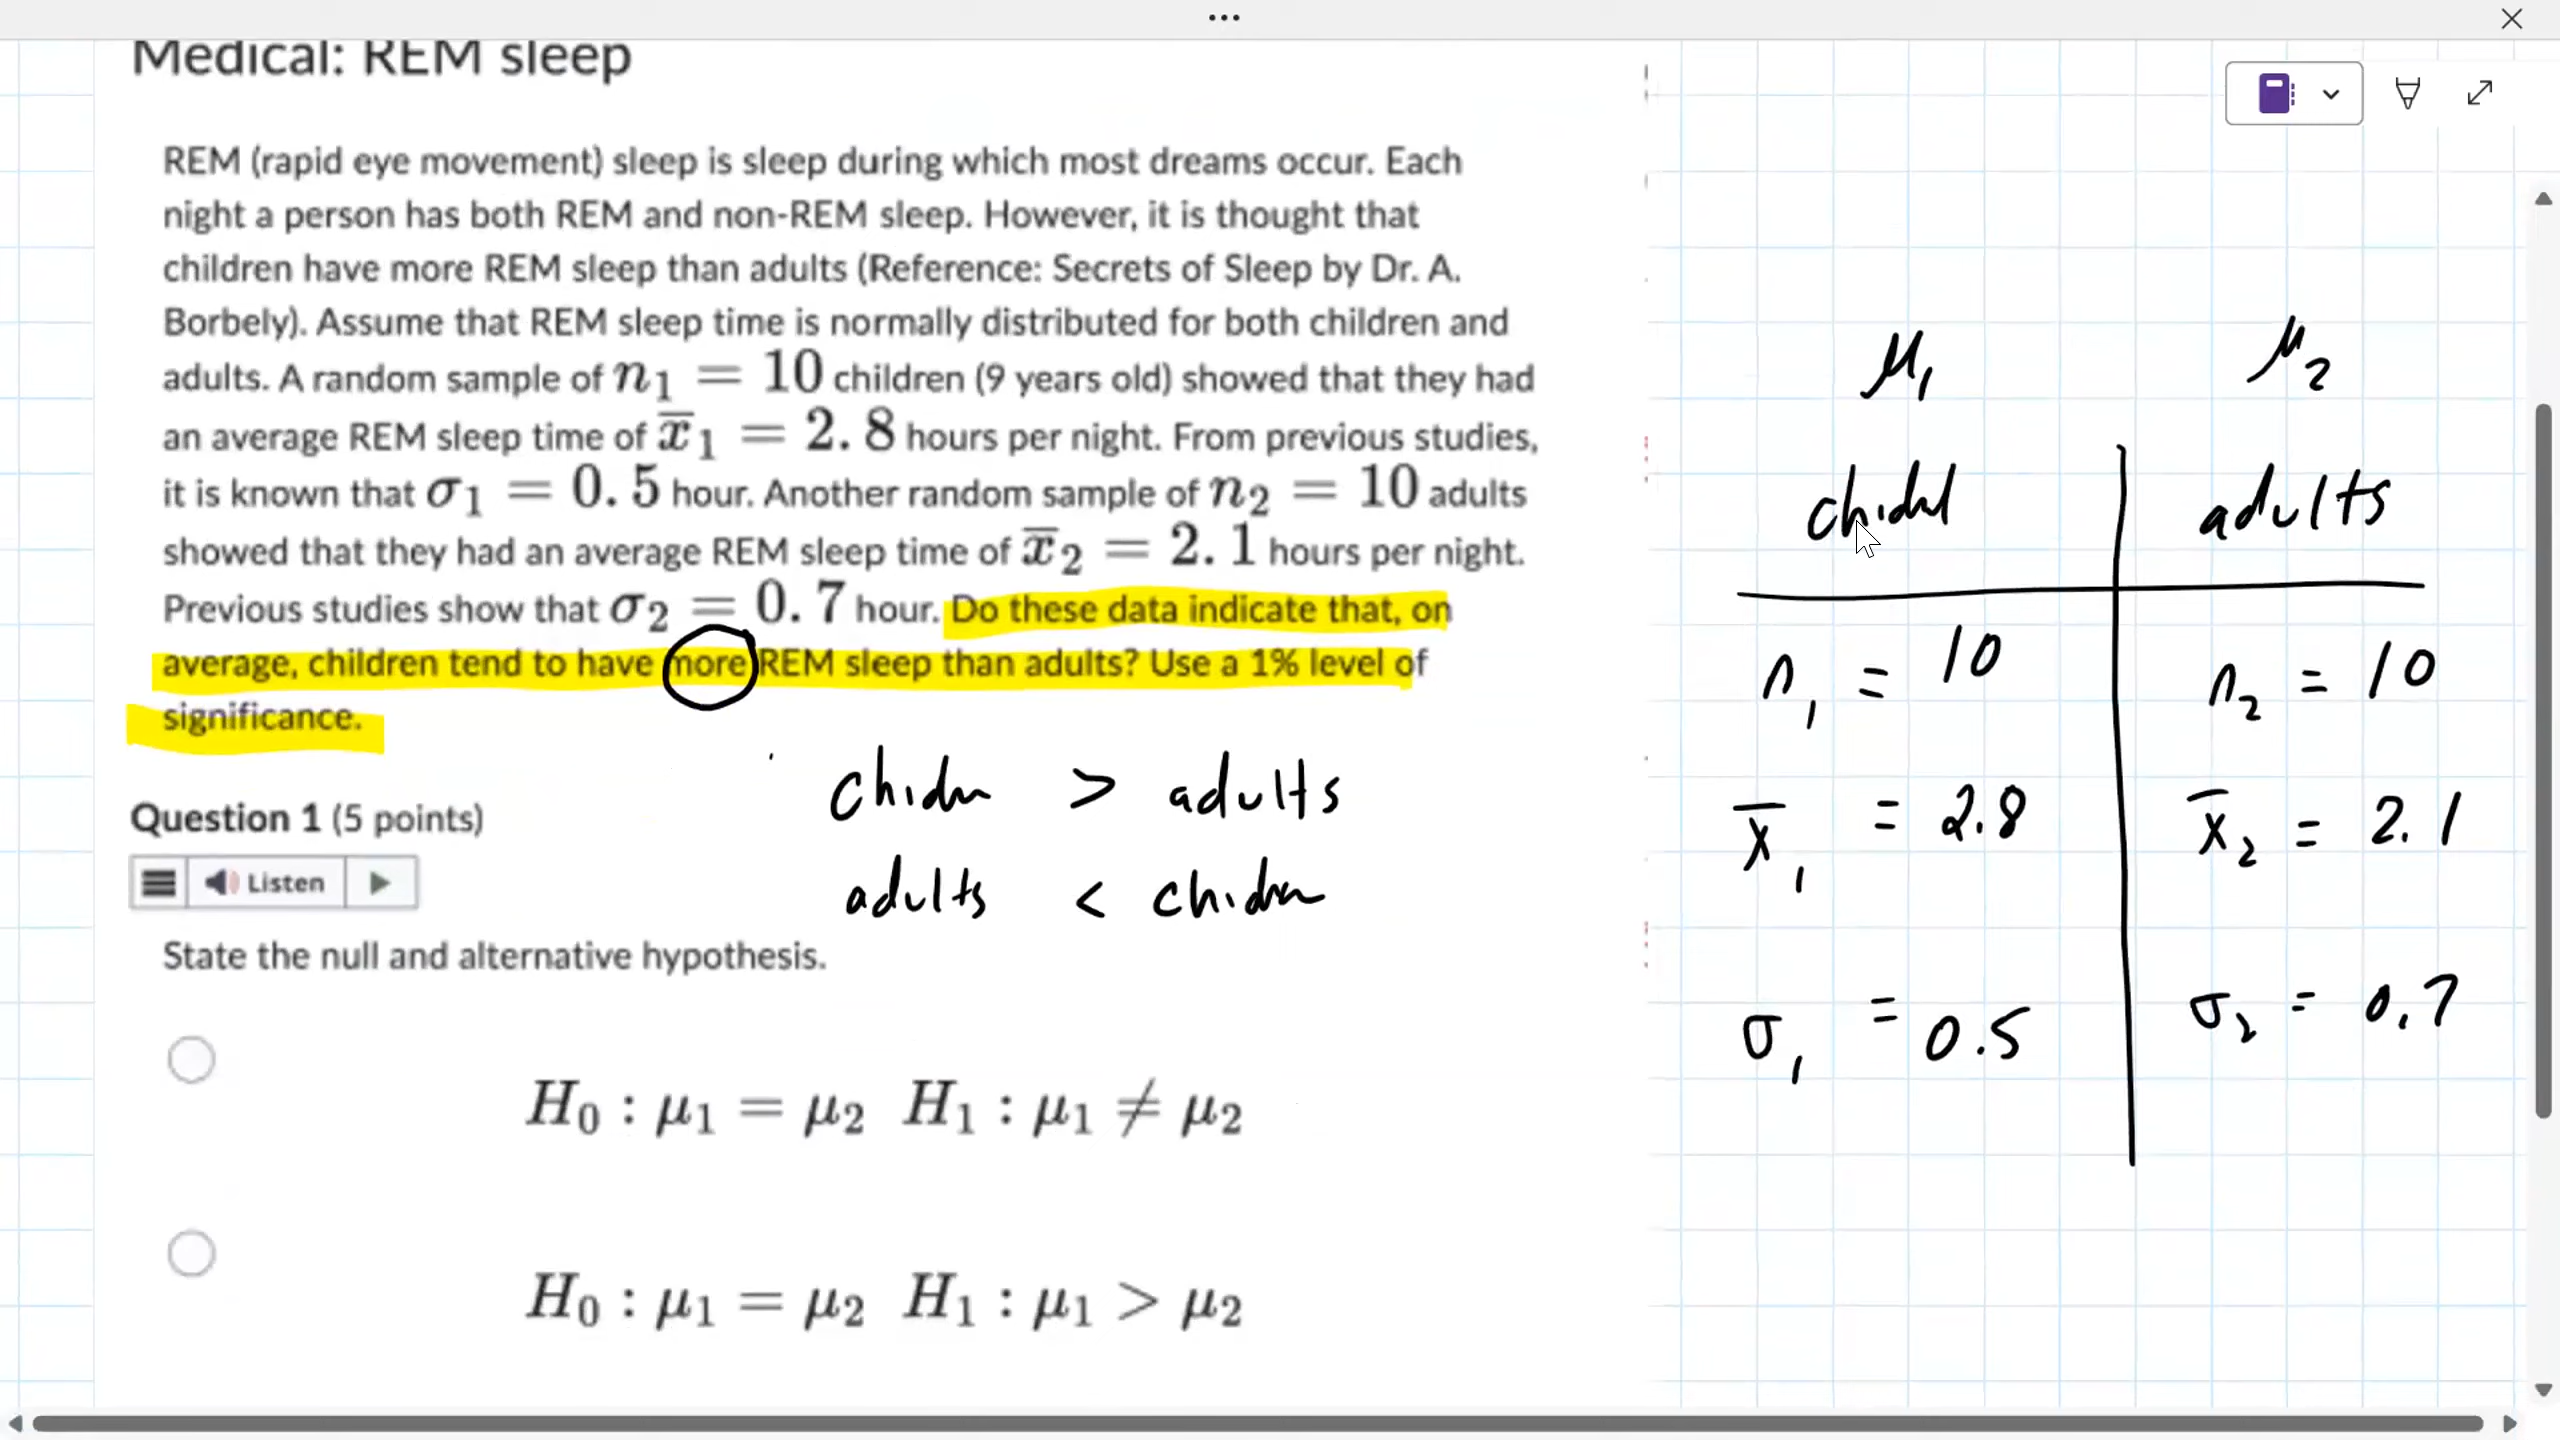 Medical: REM sleep
REM (rapid eye movement) sleep is sleep during which most dreams occur. Each
night a person has both REM and non-REM sleep. However, it is thought that
children have more REM sleep than adults (Reference: Secrets of Sleep by Dr. A.
Borbely). Assume that REM sleep time is normally distributed for both children and
adults. A random sample of n₁ = 10 children (9 years old) showed that they had
an average REM sleep time of x̅₁ = 2. 8 hours per night. From previous studies,
it is known that σ₁ = 0. 5 hour. Another random sample of n₂ = 10 adults
showed that they had an average REM sleep time of x̅₂ = 2. 1 hours per night.
Previous studies show that σ₂ = 0. 7 hour. Do these data indicate that, on
average, children tend to have more REM sleep than adults? Use a 1% level of
significance.
chidn > adults
adults < chidn
Question 1 (5 points)
Listen
State the null and alternative hypothesis.
H₀ : μ₁ = μ₂ H₁ : μ₁ ≠ μ₂
H₀ : μ₁ = μ₂ H₁ : μ₁ > μ₂
μ₁ μ₂
adults
n₁ = 10 n₂ = 10
x̅₁ = 2.8 x̅₂ = 2.1
σ₁ = 0.5 σ₂ = 0.7